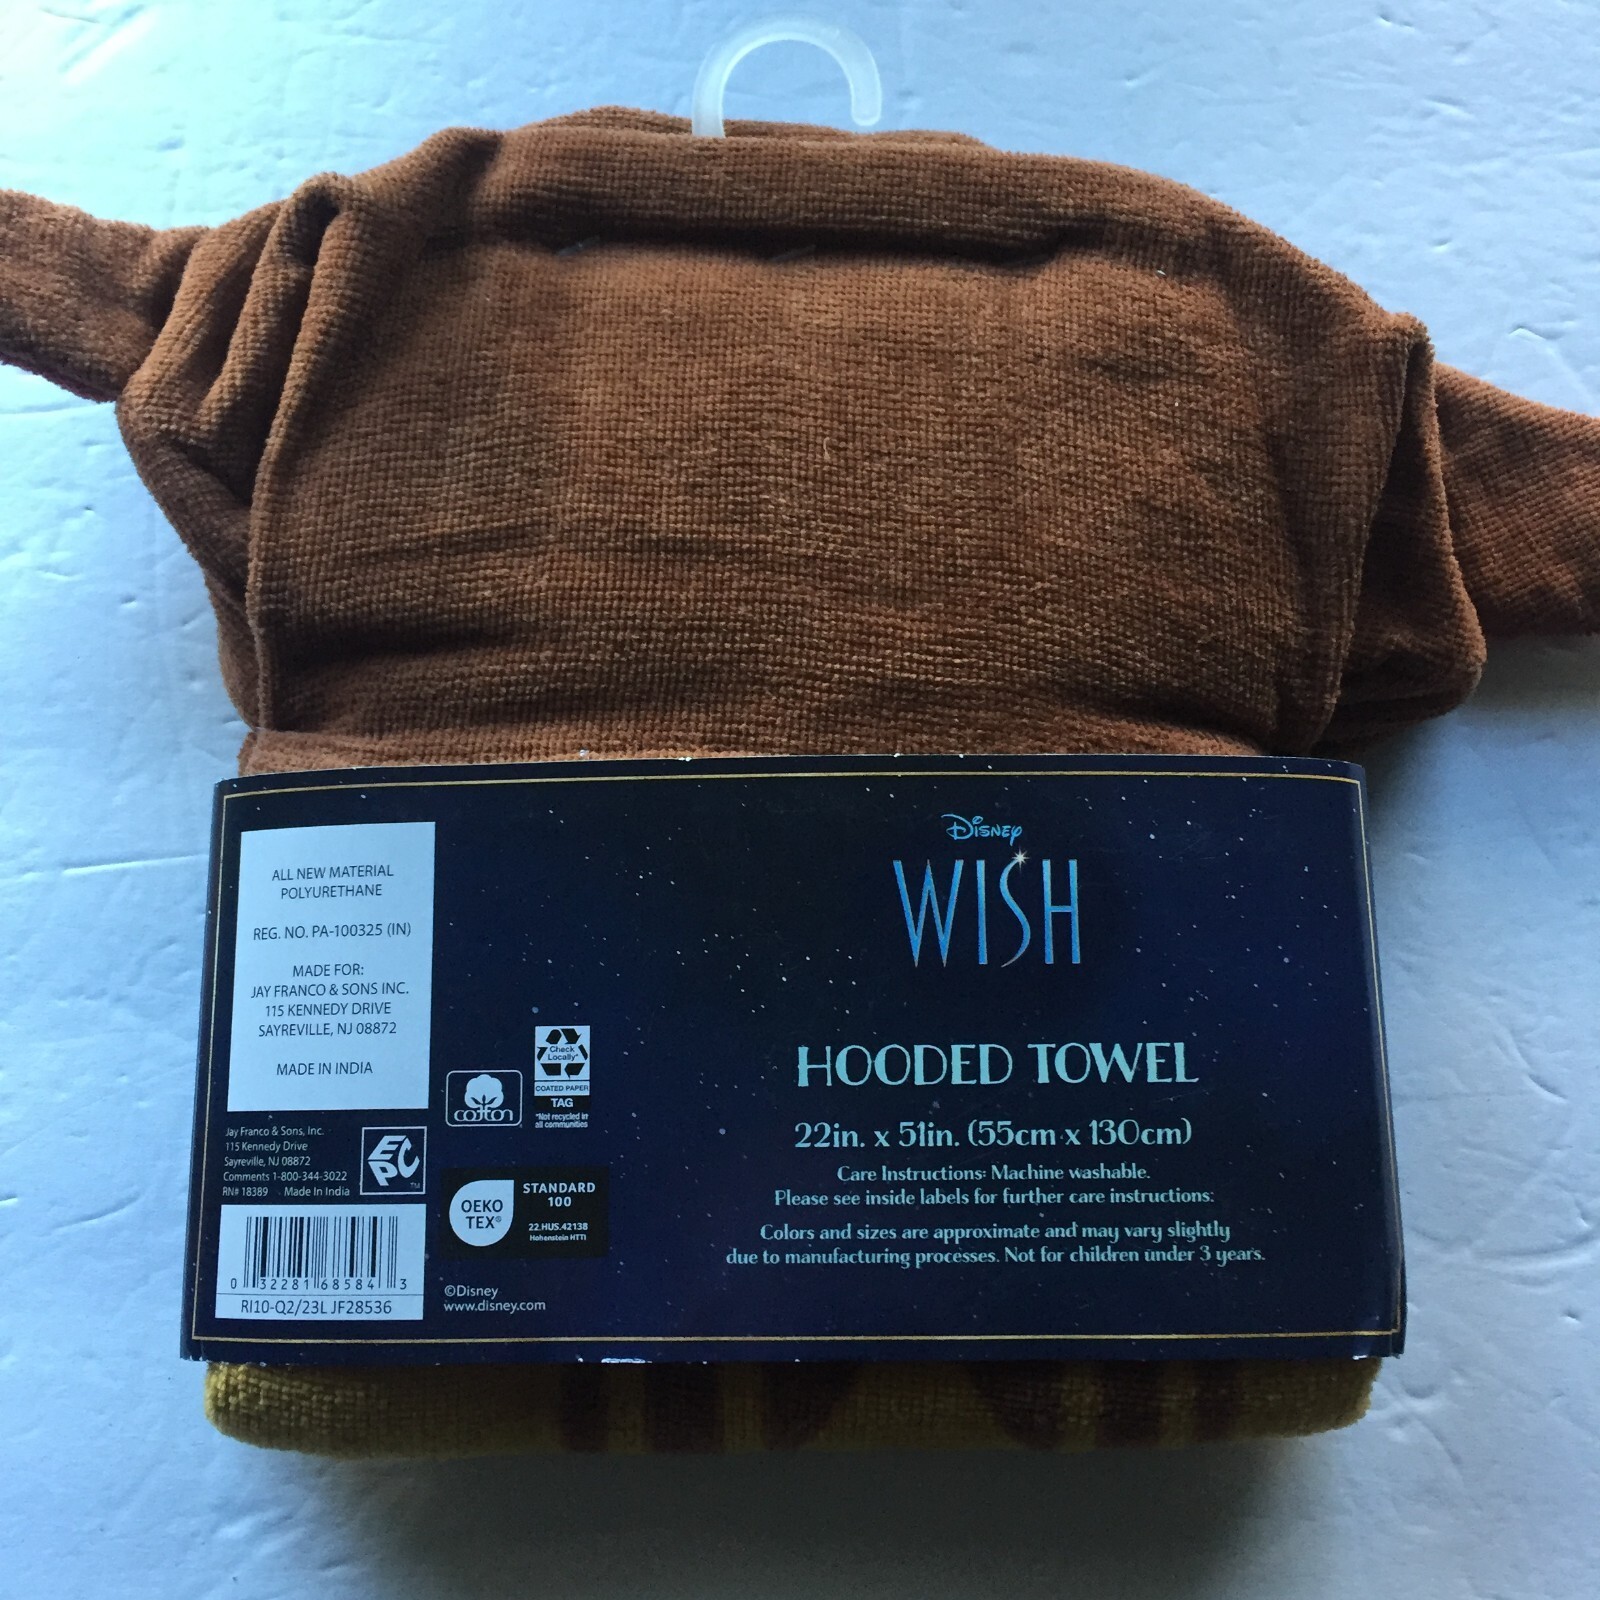 ALL NEW MATERIAL
POLYURETHANE
REG. NO. PA-100325 (IN)
MADE FOR:
JAY FRANCO & SONS INC.
115 KENNEDY DRIVE
SAYREVILLE, NJ 08872
MADE IN INDIA
Jay Franco & Sons, Inc.
115 Kennedy Drive
Sayreville, NJ 08872
Comments 1-800-344-3022
RN# 18389 Made In India
EPC TM
0 32281 68584 3
RI10-Q2/23L JF28536
cotton
Check
Locally*
COATED PAPER
TAG
*Not recycled in
all communities
OEKO
TEX®
STANDARD
100
22.HUS.42138
Hohenstein HTTI
©Disney
www.disney.com
Disney
WISH
HOODED TOWEL
22in. x 51in. (55cm x 130cm)
Care Instructions: Machine washable.
Please see inside labels for further care instructions.
Colors and sizes are approximate and may vary slightly
due to manufacturing processes. Not for children under 3 years.